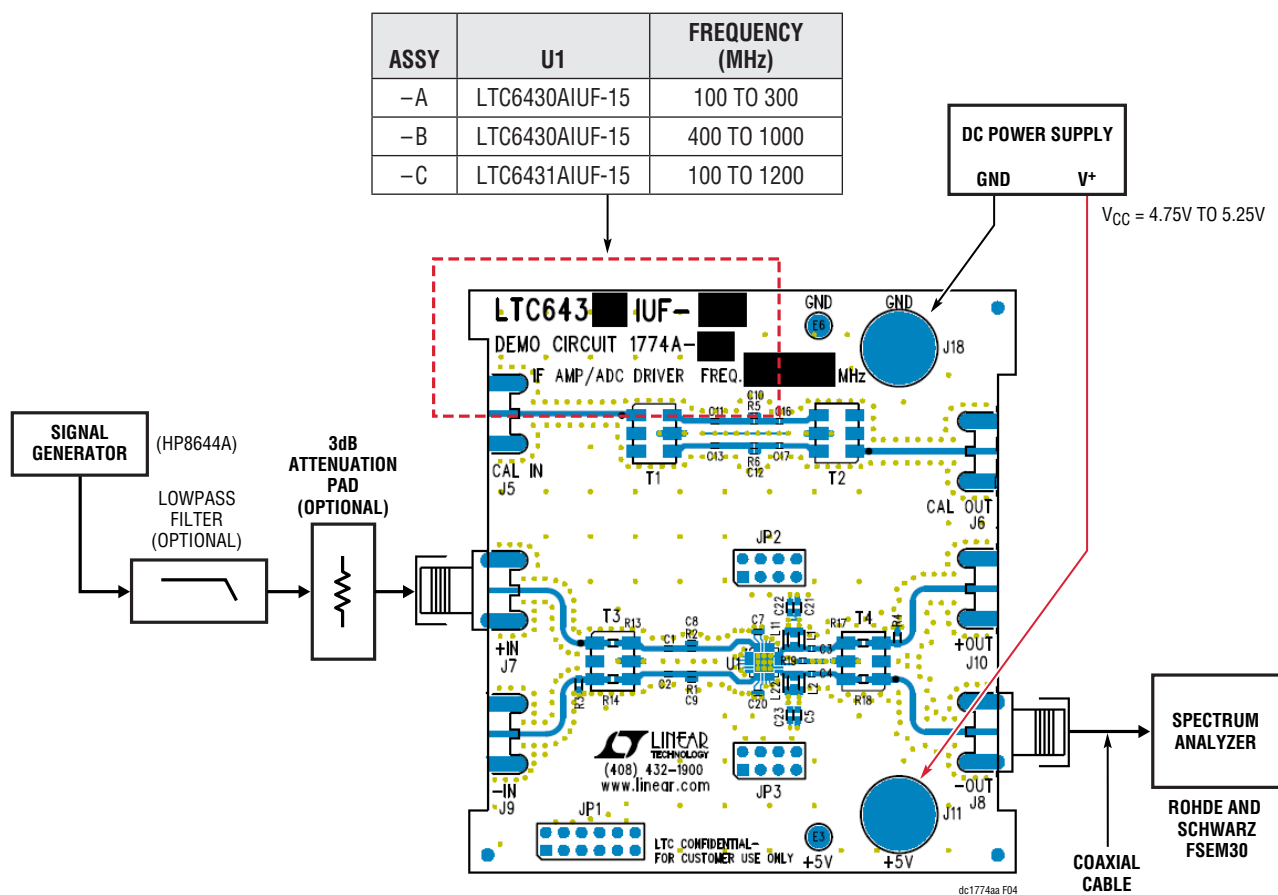 ASSY U1 FREQUENCY (MHz)
–A LTC6430AIUF-15 100 TO 300
–B LTC6430AIUF-15 400 TO 1000
–C LTC6431AIUF-15 100 TO 1200
DC POWER SUPPLY
GND V+
VCC = 4.75V TO 5.25V
LTC643 IUF-
DEMO CIRCUIT 1774A-
IF AMP/ADC DRIVER FREQ. MHz
GND
E6
GND
J18
SIGNAL
GENERATOR
(HP8644A)
LOWPASS
FILTER
(OPTIONAL)
3dB
ATTENUATION
PAD
(OPTIONAL)
CAL IN
J5
C11
C10
R5
C16
C13
R6
C12
C17
T1
T2
CAL OUT
J6
JP2
+IN
J7
T3
R13
C1
C8
R2
C7
C22
C21
L11
L1
R17
T4
R4
C3
U1
R19
C4
+OUT
J10
R3
R14
C2
R1
C9
C20
L22
L2
C23
C5
R18
LINEAR
TECHNOLOGY
(408) 432-1900
www.linear.com
-IN
J9
JP3
-OUT
J8
JP1
LTC CONFIDENTIAL-
FOR CUSTOMER USE ONLY
E3
+5V
J11
+5V
SPECTRUM
ANALYZER
ROHDE AND
SCHWARZ
FSEM30
COAXIAL
CABLE
dc1774aa F04